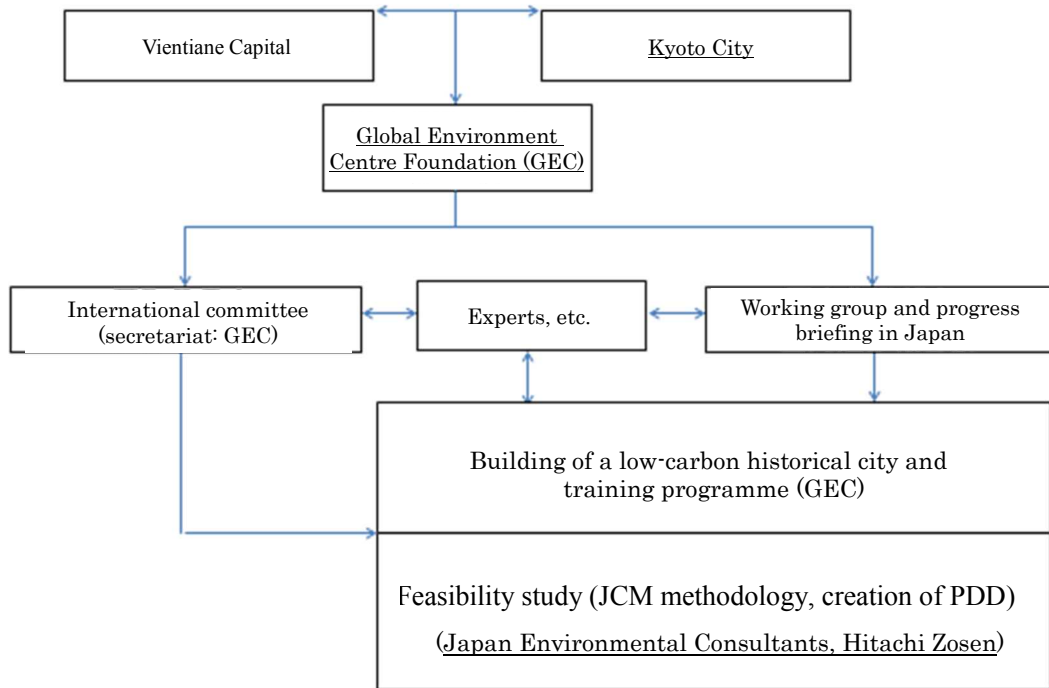 Vientiane Capital
Kyoto City
Global Environment
Centre Foundation (GEC)
International committee
(secretariat: GEC)
Experts, etc.
Working group and progress
briefing in Japan
Building of a low-carbon historical city and
training programme (GEC)
Feasibility study (JCM methodology, creation of PDD)
(Japan Environmental Consultants, Hitachi Zosen)